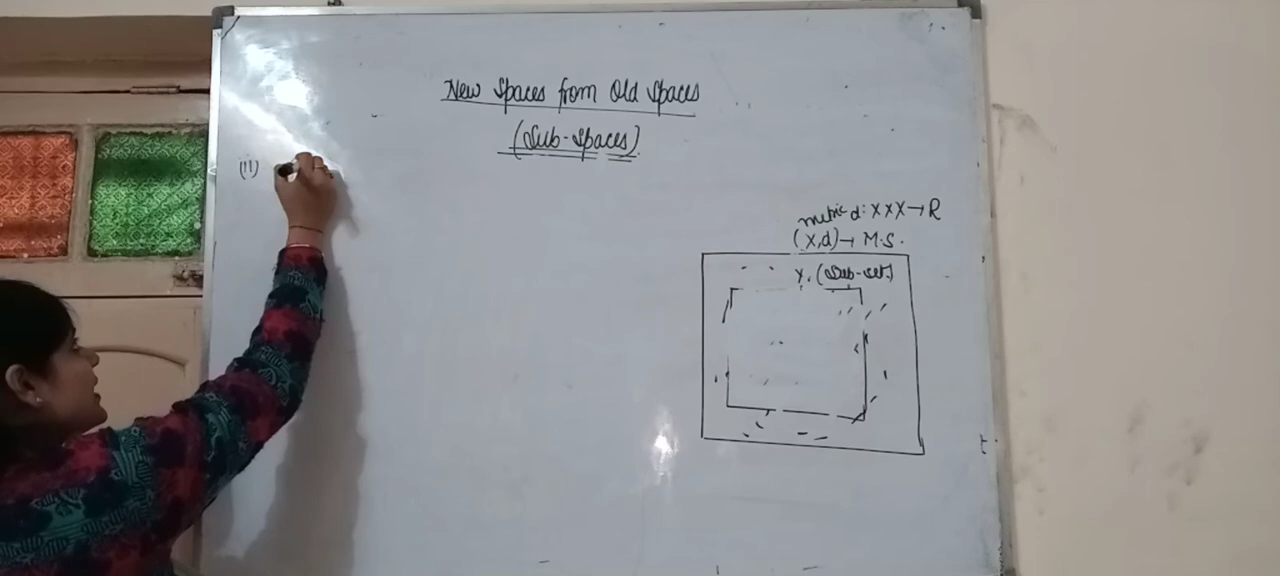 New Spaces from Old Spaces
(Sub-Spaces)
(11)
metric d: X x X → R
(X,d) → M.S.
Y. (Sub-set)